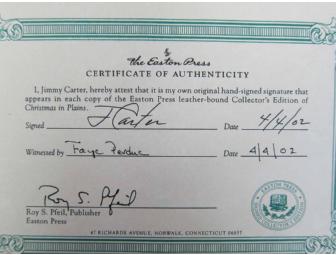 The Easton Press
CERTIFICATE OF AUTHENTICITY
I, Jimmy Carter, hereby attest that it is my own original hand-signed signature that
appears in each copy of the Easton Press leather-bound Collector's Edition of
Christmas in Plains.
Signed J Carter Date 4/4/02
Witnessed by Faye Perdue Date 4/4/02
Roy S. Pfeil
Roy S. Pfeil, Publisher
Easton Press
EASTON PRESS
47 RICHARDS AVENUE, NORWALK, CONNECTICUT 06857